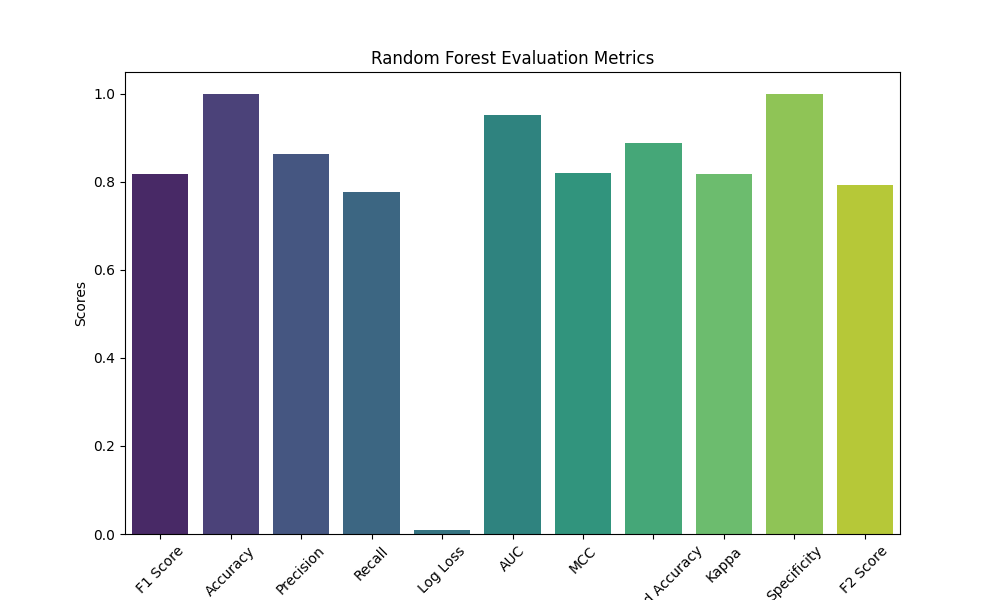 Random Forest Evaluation Metrics
1.0
0.8
0.6
0.4
0.2
0.0
Scores
F1 Score
Accuracy
Precision
Recall
Log Loss
AUC
MCC
d Accuracy
Kappa
Specificity
F2 Score